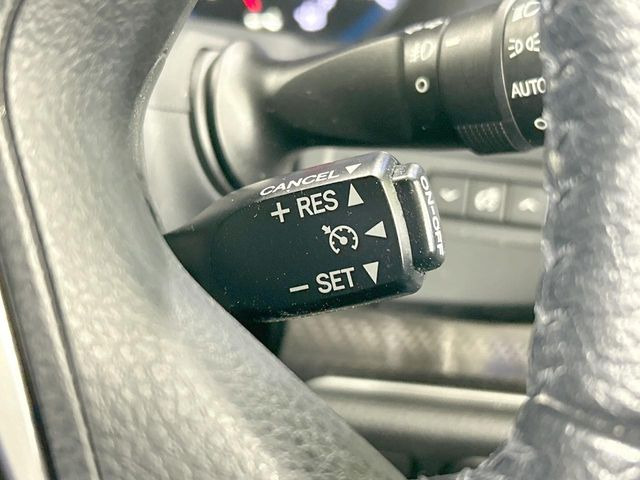 AUTO
CANCEL
+ RES
ON-OFF
– SET